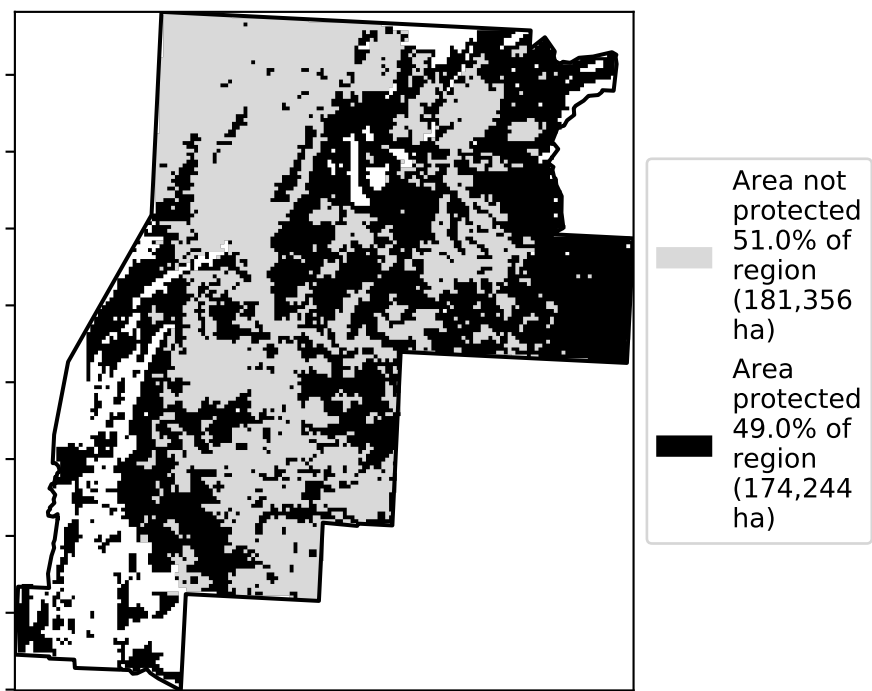 Area not
protected
51.0% of
region
(181,356
ha)
Area
protected
49.0% of
region
(174,244
ha)